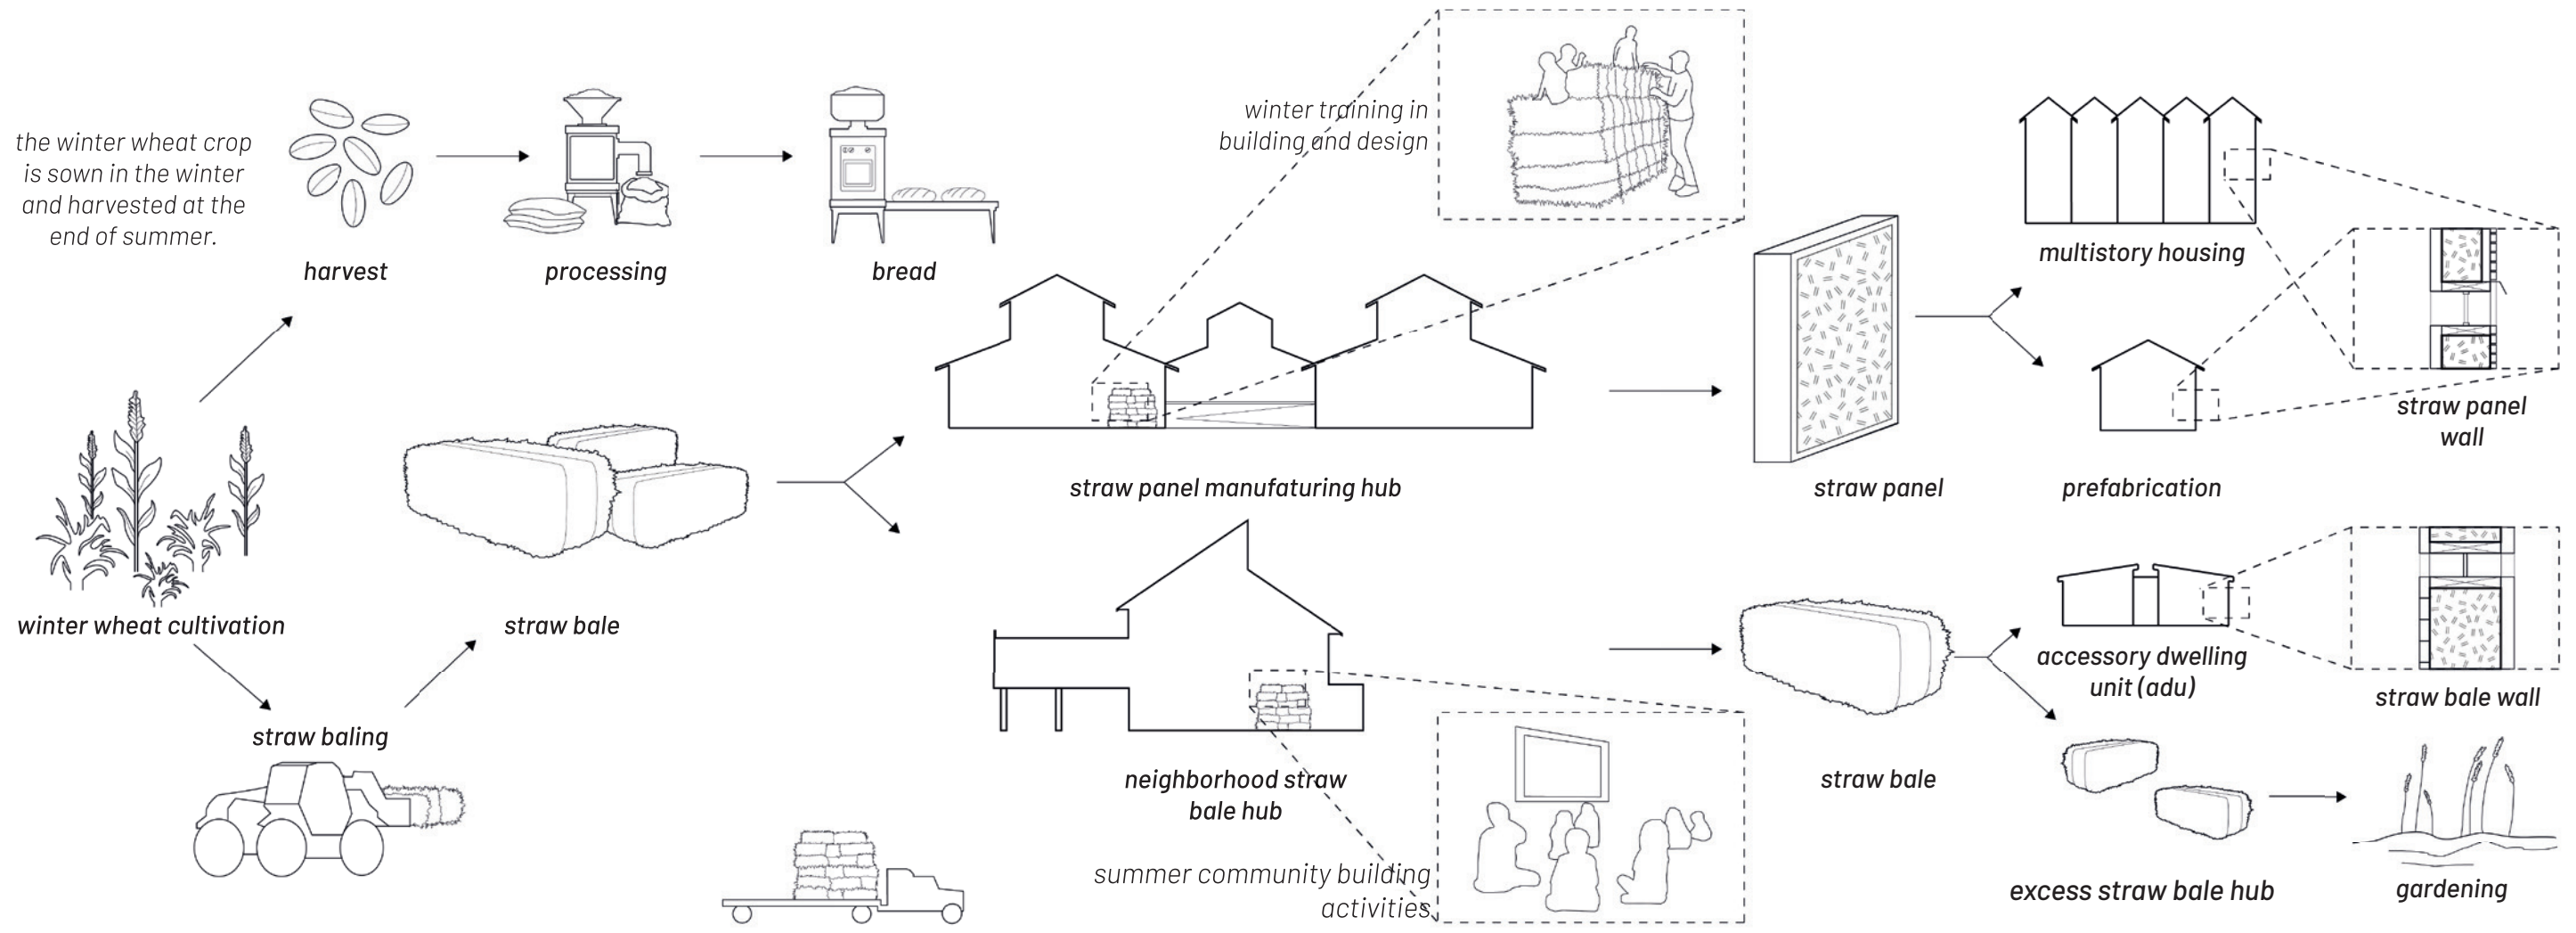 the winter wheat crop
is sown in the winter
and harvested at the
end of summer.
harvest
processing
bread
winter training in
building and design
multistory housing
straw panel
wall
winter wheat cultivation
straw baling
straw bale
straw panel manufaturing hub
straw panel
prefabrication
neighborhood straw
bale hub
summer community building
activities
straw bale
accessory dwelling
unit (adu)
straw bale wall
excess straw bale hub
gardening